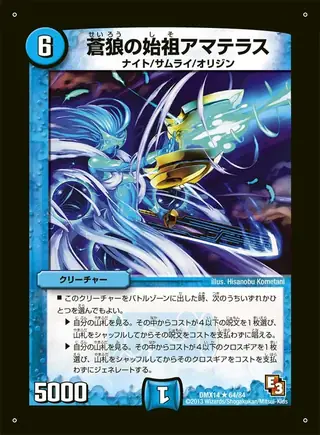 6
せいろう しそ
蒼狼の始祖アマテラス
ナイト/サムライ/オリジン
illus. Hisanobu Kometani
クリーチャー
■このクリーチャーをバトルゾーンに出した時、次のうちいずれかひ
とつを選んでもよい。
▶自分の山札を見る。その中からコストが4以下の呪文を1枚選び、
山札をシャッフルしてからその呪文をコストを支払わずに唱える。
▶自分の山札を見る。その中からコストが4以下のクロスギアを1枚
選び、山札をシャッフルしてからそのクロスギアをコストを支払
わずにジェネレートする。
5000
1
E3
DMX14 ★ 64/84
©2013 Wizards/Shogakukan/Mitsui-Kids